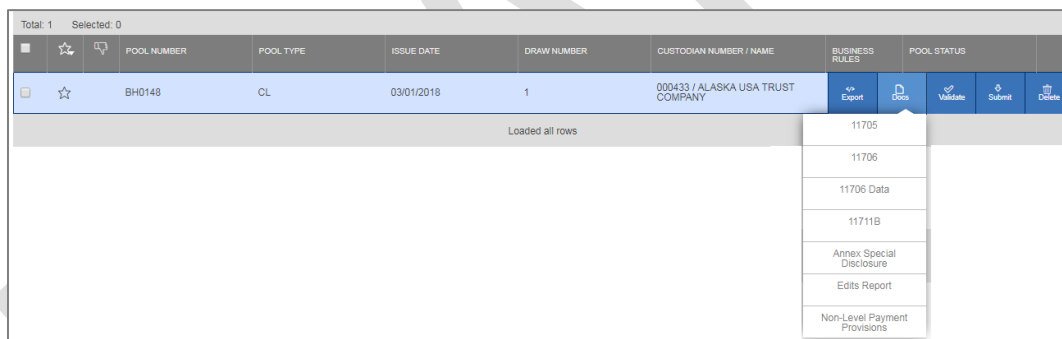 Total: 1 Selected: 0
POOL NUMBER POOL TYPE ISSUE DATE DRAW NUMBER CUSTODIAN NUMBER / NAME BUSINESS RULES POOL STATUS
BH0148 CL 03/01/2018 1 000433 / ALASKA USA TRUST COMPANY Export Docs Validate Submit Delete
Loaded all rows
11705
11706
11706 Data
11711B
Annex Special
Disclosure
Edits Report
Non-Level Payment
Provisions